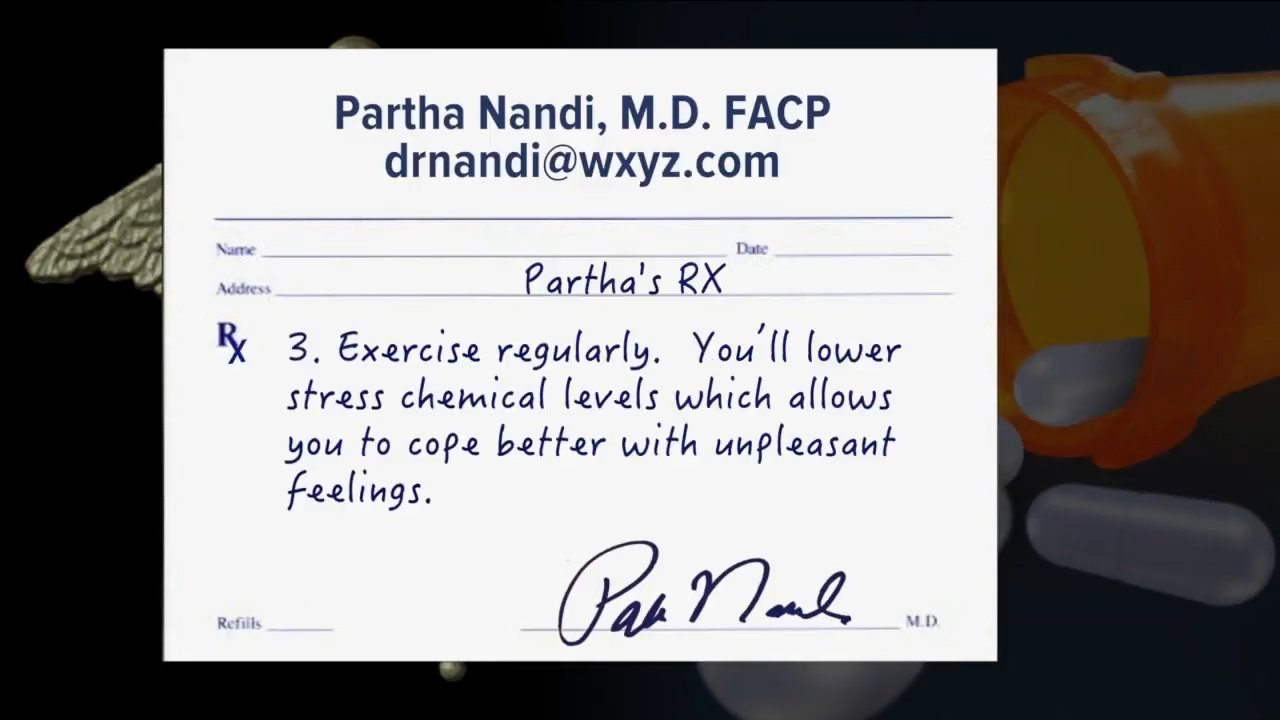 Partha Nandi, M.D. FACP
drnandi@wxyz.com
Name Date
Partha's RX
Address
Rx 3. Exercise regularly. You'll lower
stress chemical levels which allows
you to cope better with unpleasant
feelings.
Refills M.D.